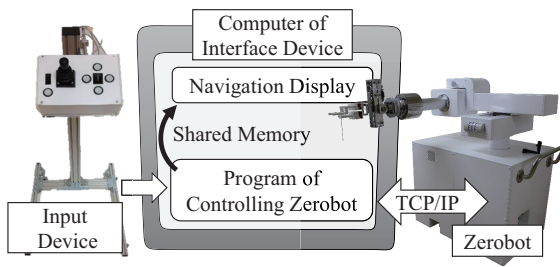 Computer of
Interface Device
Navigation Display
Shared Memory
Program of
Controlling Zerobot
Input
Device
TCP/IP
Zerobot